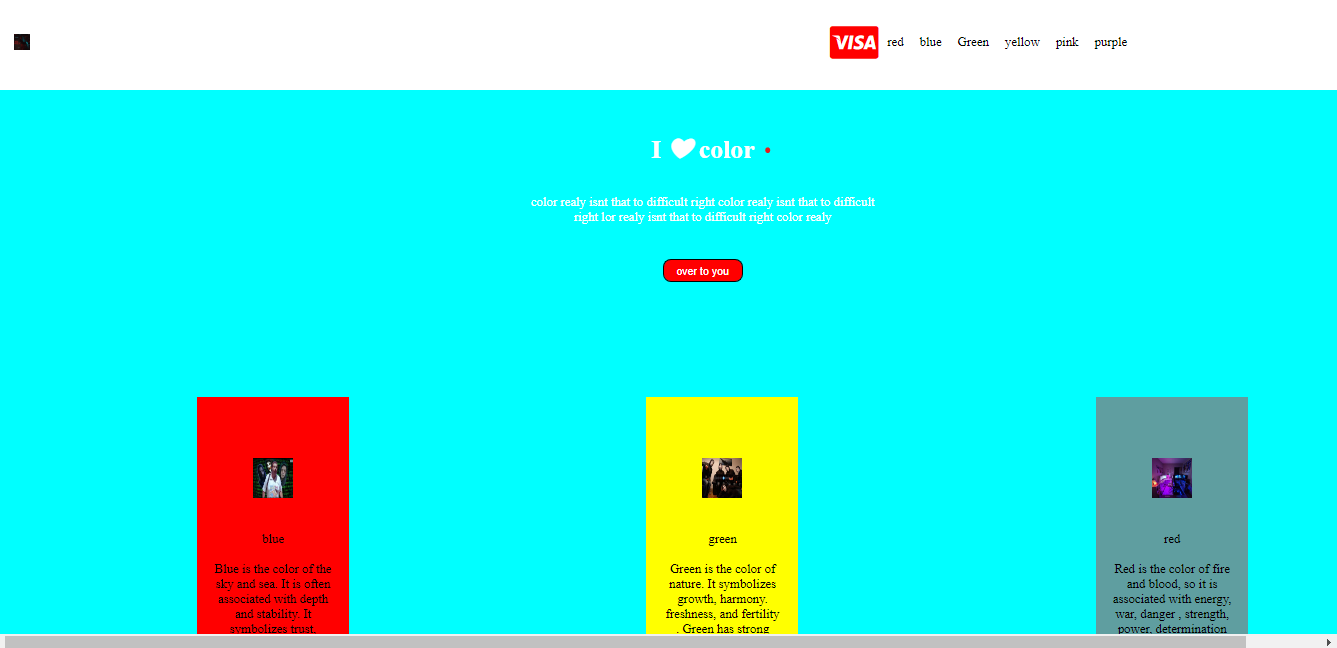 VISA red blue Green yellow pink purple
I color
color realy isnt that to difficult right color realy isnt that to difficult
right lor realy isnt that to difficult right color realy
over to you
blue
Blue is the color of the
sky and sea. It is often
associated with depth
and stability. It
symbolizes trust,
green
Green is the color of
nature. It symbolizes
growth, harmony.
freshness, and fertility
. Green has strong
red
Red is the color of fire
and blood, so it is
associated with energy,
war, danger , strength,
power, determination